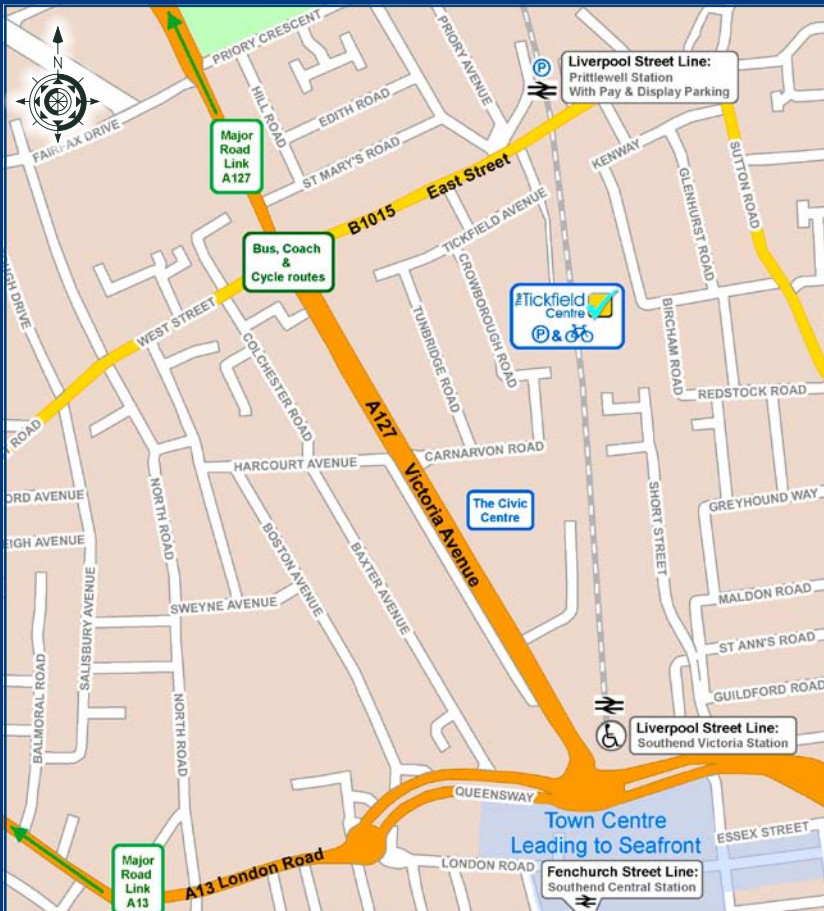 N
PRIORY CRESCENT
PRIORY AVENUE
P
Liverpool Street Line:
Prittlewell Station
With Pay & Display Parking
HILL ROAD
EDITH ROAD
FAIRFAX DRIVE
Major
Road
Link
A127
ST MARY'S ROAD
KENWAY
SUTTON ROAD
GLENHURST ROAD
B1015 East Street
TICKFIELD AVENUE
Bus, Coach
&
Cycle routes
CROWBOROUGH ROAD
The Tickfield
Centre
P &
TUNBRIDGE ROAD
BIRCHAM ROAD
WEST STREET
COLCHESTER ROAD
REDSTOCK ROAD
A127 Victoria Avenue
HARCOURT AVENUE
CARNARVON ROAD
The Civic
Centre
NORTH ROAD
SHORT STREET
GREYHOUND WAY
BOSTON AVENUE
BAXTER AVENUE
SWEYNE AVENUE
SALISBURY AVENUE
BALMORAL ROAD
MALDON ROAD
ST ANN'S ROAD
GUILDFORD ROAD
NORTH ROAD
Liverpool Street Line:
Southend Victoria Station
QUEENSWAY
Town Centre
Leading to Seafront
ESSEX STREET
Major
Road
Link
A13
A13 London Road
LONDON ROAD
Fenchurch Street Line:
Southend Central Station